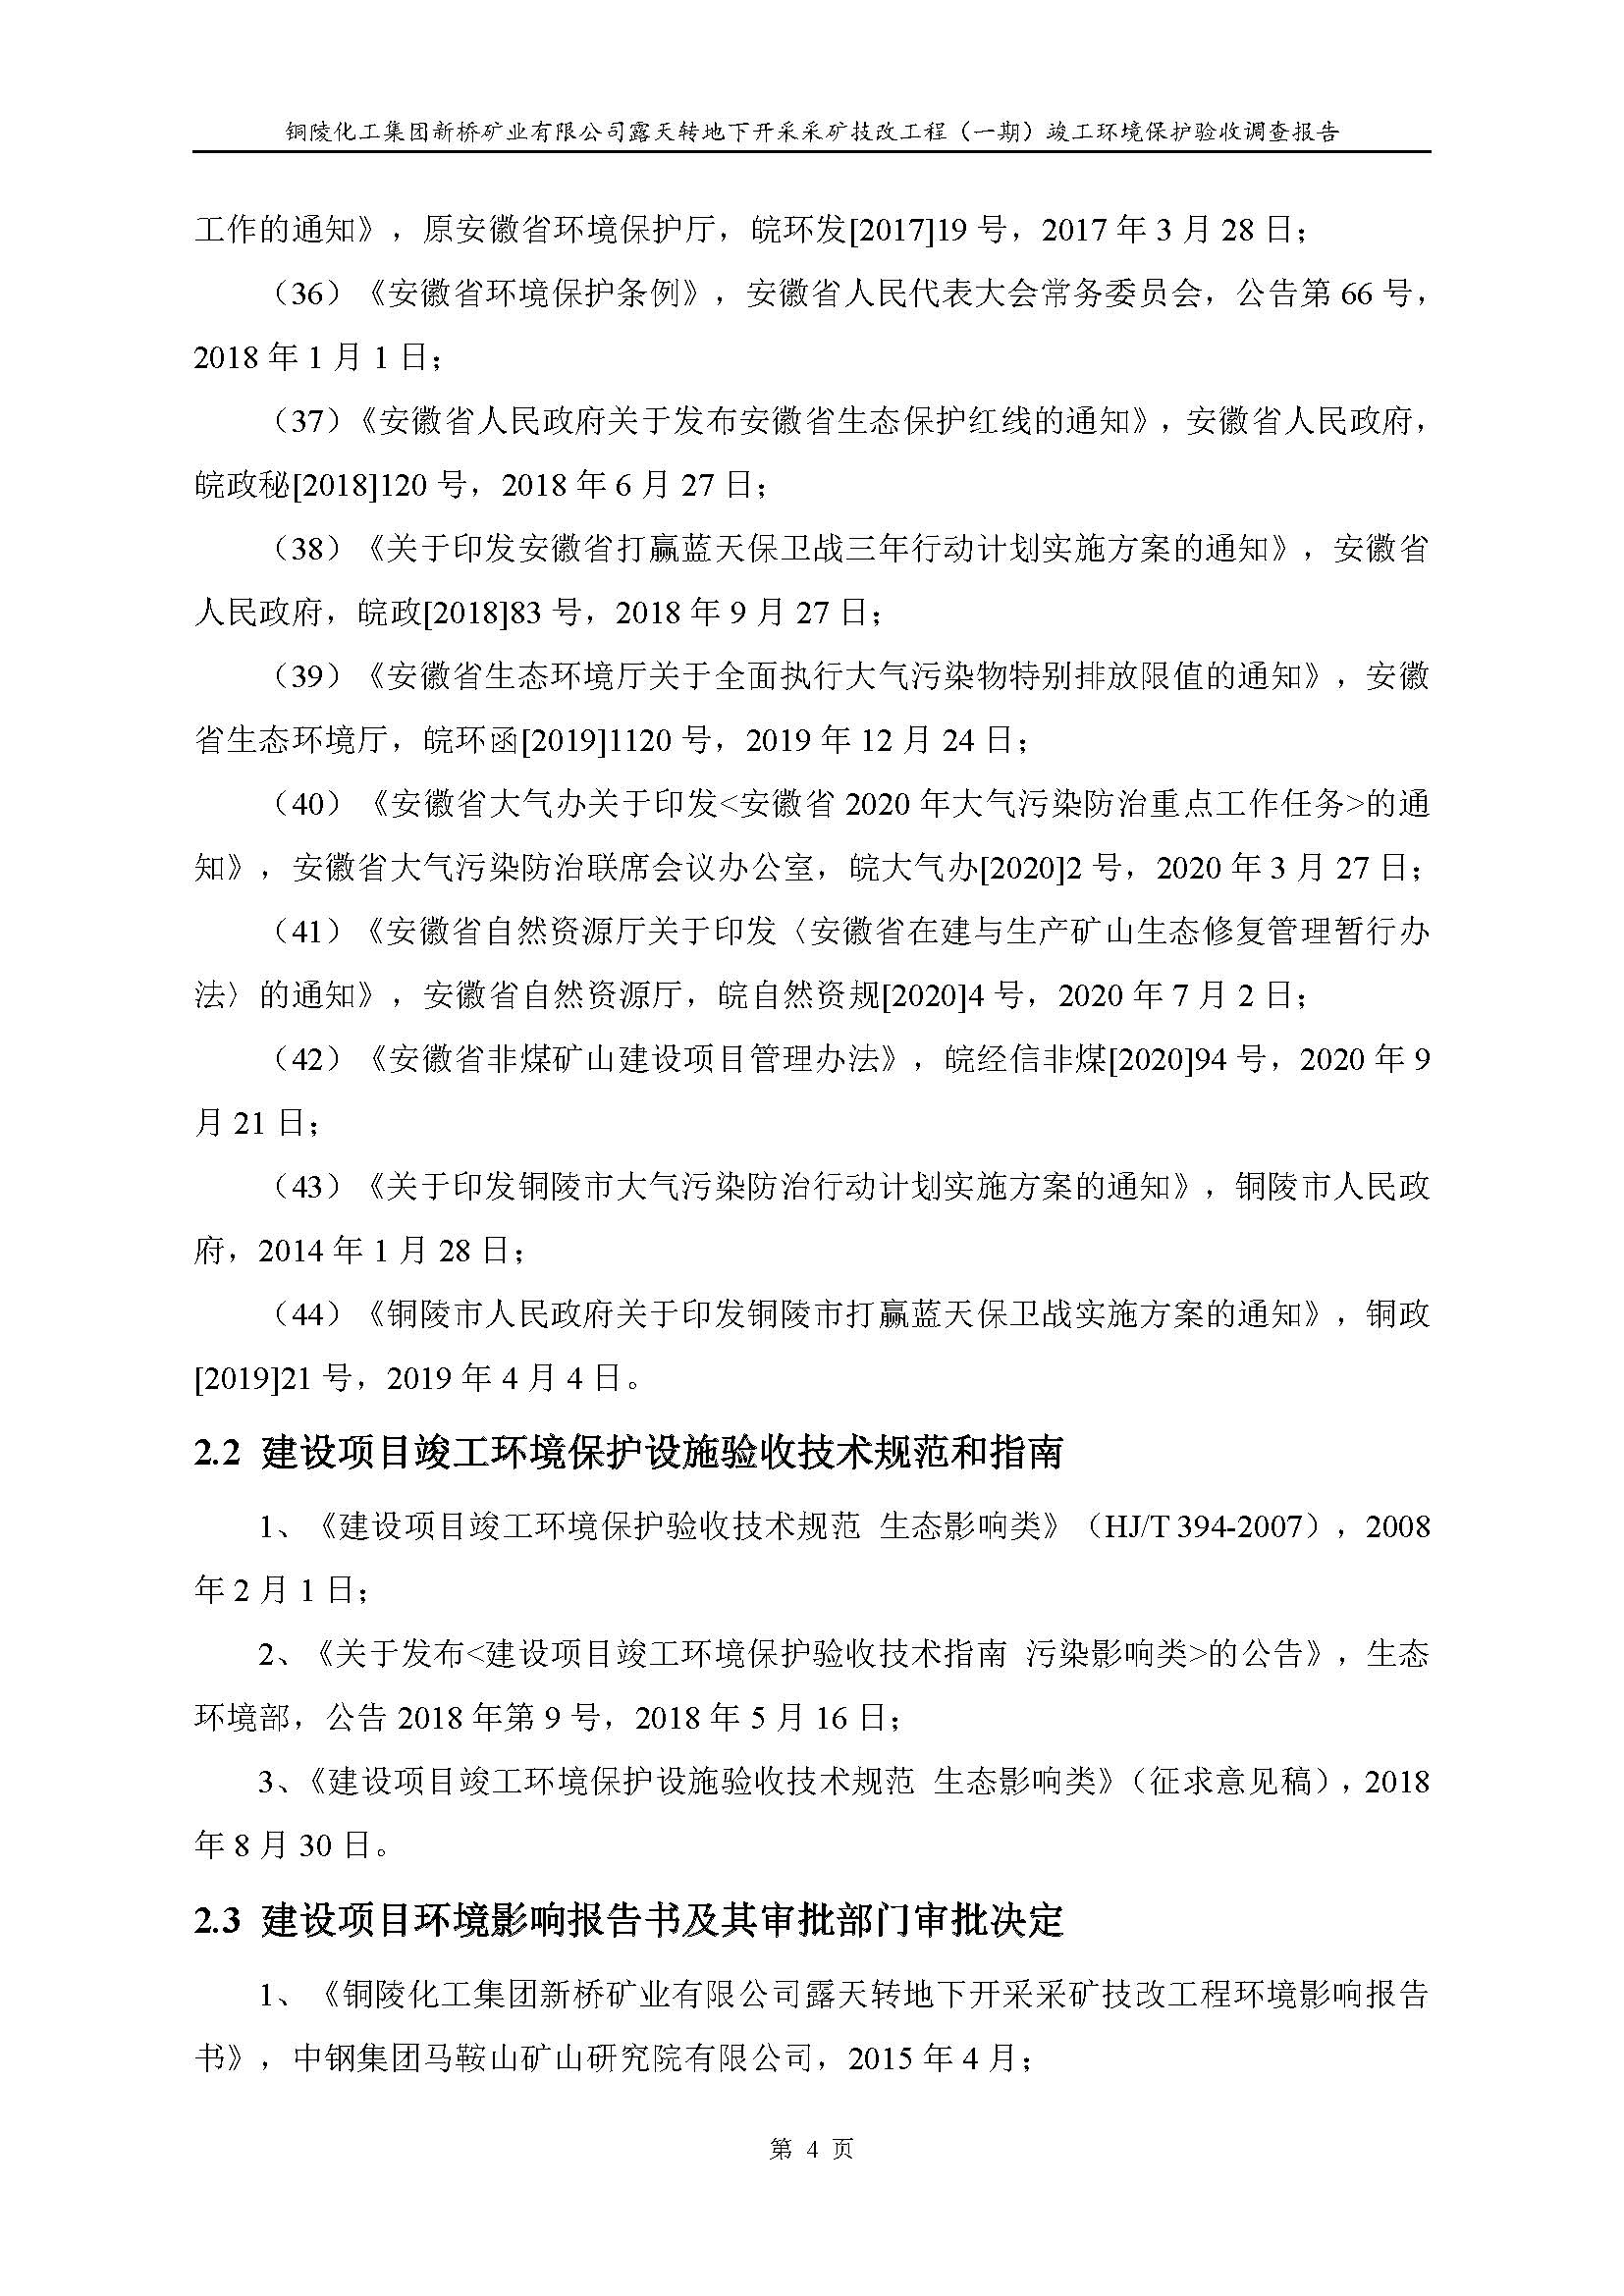 铜陵化工集团新桥矿业有限公司露天转地下开采采矿技改工程（一期）竣工环境保护验收调查报告
工作的通知》，原安徽省环境保护厅，皖环发[2017]19 号，2017 年 3 月 28 日；
（36）《安徽省环境保护条例》，安徽省人民代表大会常务委员会，公告第 66 号，
2018 年 1 月 1 日；
（37）《安徽省人民政府关于发布安徽省生态保护红线的通知》，安徽省人民政府，
皖政秘[2018]120 号，2018 年 6 月 27 日；
（38）《关于印发安徽省打赢蓝天保卫战三年行动计划实施方案的通知》，安徽省
人民政府，皖政[2018]83 号，2018 年 9 月 27 日；
（39）《安徽省生态环境厅关于全面执行大气污染物特别排放限值的通知》，安徽
省生态环境厅，皖环函[2019]1120 号，2019 年 12 月 24 日；
（40）《安徽省大气办关于印发<安徽省 2020 年大气污染防治重点工作任务>的通
知》，安徽省大气污染防治联席会议办公室，皖大气办[2020]2 号，2020 年 3 月 27 日；
（41）《安徽省自然资源厅关于印发〈安徽省在建与生产矿山生态修复管理暂行办
法〉的通知》，安徽省自然资源厅，皖自然资规[2020]4 号，2020 年 7 月 2 日；
（42）《安徽省非煤矿山建设项目管理办法》，皖经信非煤[2020]94 号，2020 年 9
月 21 日；
（43）《关于印发铜陵市大气污染防治行动计划实施方案的通知》，铜陵市人民政
府，2014 年 1 月 28 日；
（44）《铜陵市人民政府关于印发铜陵市打赢蓝天保卫战实施方案的通知》，铜政
[2019]21 号，2019 年 4 月 4 日。
2.2 建设项目竣工环境保护设施验收技术规范和指南
1、《建设项目竣工环境保护验收技术规范 生态影响类》（HJ/T 394-2007），2008
年 2 月 1 日；
2、《关于发布<建设项目竣工环境保护验收技术指南 污染影响类>的公告》，生态
环境部，公告 2018 年第 9 号，2018 年 5 月 16 日；
3、《建设项目竣工环境保护设施验收技术规范 生态影响类》（征求意见稿），2018
年 8 月 30 日。
2.3 建设项目环境影响报告书及其审批部门审批决定
1、《铜陵化工集团新桥矿业有限公司露天转地下开采采矿技改工程环境影响报告
书》，中钢集团马鞍山矿山研究院有限公司，2015 年 4 月；
第 4 页